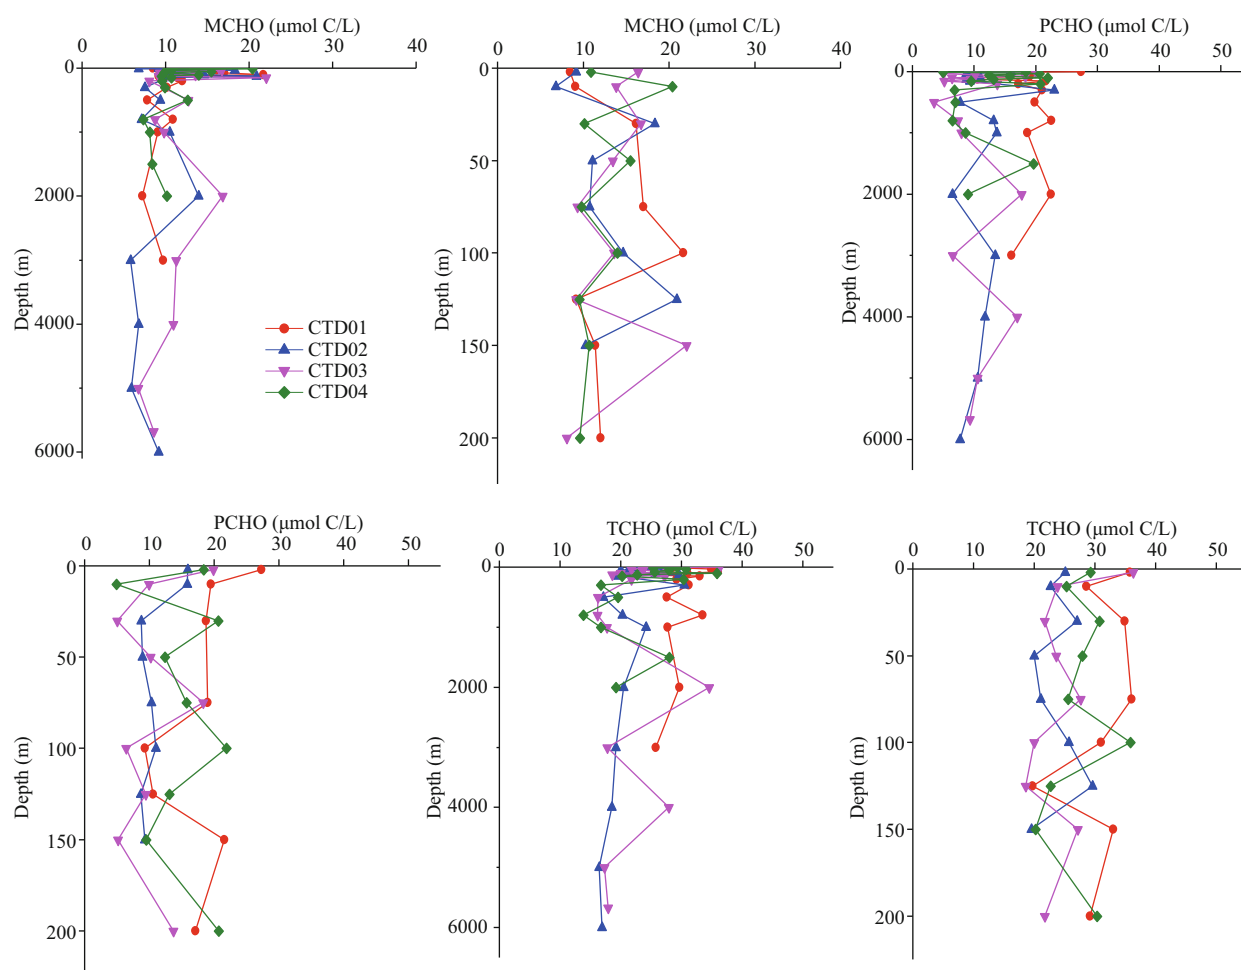 MCHO (μmol C/L)
0 10 20 30 40
0
2000
4000
6000
Depth (m)
CTD01
CTD02
CTD03
CTD04
MCHO (μmol C/L)
0 10 20 30 40
0
50
100
150
200
Depth (m)
PCHO (μmol C/L)
0 10 20 30 40 50
0
2000
4000
6000
Depth (m)
PCHO (μmol C/L)
0 10 20 30 40 50
0
50
100
150
200
Depth (m)
TCHO (μmol C/L)
0 10 20 30 40 50
0
2000
4000
6000
Depth (m)
TCHO (μmol C/L)
0 10 20 30 40 50
0
50
100
150
200
Depth (m)